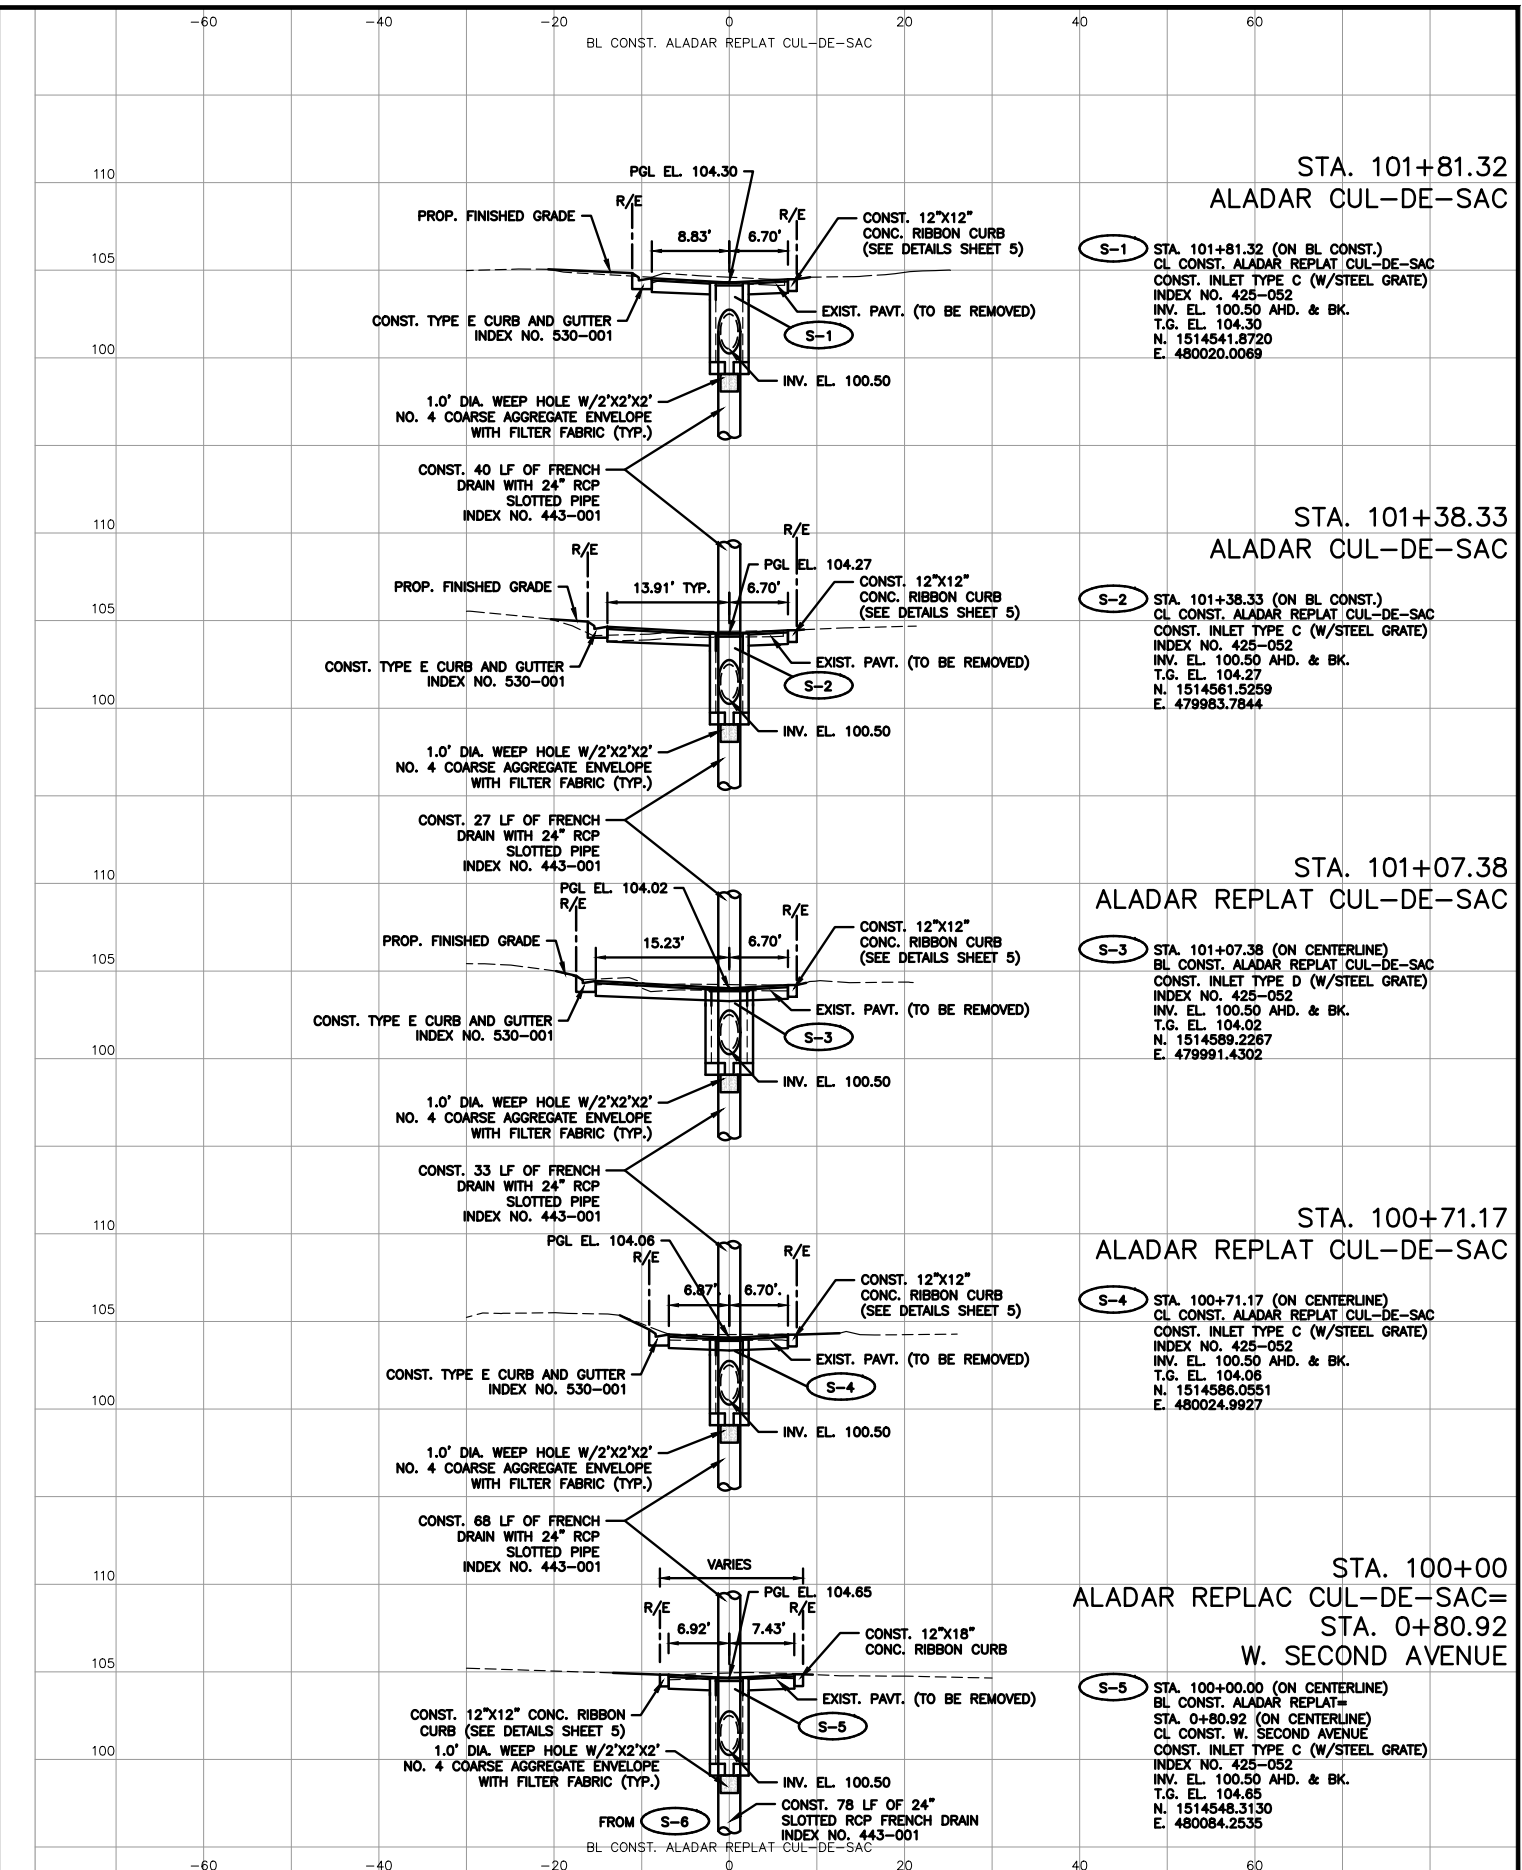 -60 -40 -20 0 20 40 60
BL CONST. ALADAR REPLAT CUL-DE-SAC
STA. 101+81.32
ALADAR CUL-DE-SAC
110
105
100
PGL EL. 104.30
R/E
R/E
PROP. FINISHED GRADE
8.83'
6.70'
CONST. 12"X12"
CONC. RIBBON CURB
(SEE DETAILS SHEET 5)
CONST. TYPE E CURB AND GUTTER
INDEX NO. 530-001
EXIST. PAVT. (TO BE REMOVED)
S-1
INV. EL. 100.50
1.0' DIA. WEEP HOLE W/2'X2'X2'
NO. 4 COARSE AGGREGATE ENVELOPE
WITH FILTER FABRIC (TYP.)
S-1
STA. 101+81.32 (ON BL CONST.)
CL CONST. ALADAR REPLAT CUL-DE-SAC
CONST. INLET TYPE C (W/STEEL GRATE)
INDEX NO. 425-052
INV. EL. 100.50 AHD. & BK.
T.G. EL. 104.30
N. 1514541.8720
E. 480020.0069
CONST. 40 LF OF FRENCH
DRAIN WITH 24" RCP
SLOTTED PIPE
INDEX NO. 443-001
STA. 101+38.33
ALADAR CUL-DE-SAC
110
105
100
R/E
R/E
PGL EL. 104.27
PROP. FINISHED GRADE
13.91' TYP.
6.70'
CONST. 12"X12"
CONC. RIBBON CURB
(SEE DETAILS SHEET 5)
CONST. TYPE E CURB AND GUTTER
INDEX NO. 530-001
EXIST. PAVT. (TO BE REMOVED)
S-2
INV. EL. 100.50
1.0' DIA. WEEP HOLE W/2'X2'X2'
NO. 4 COARSE AGGREGATE ENVELOPE
WITH FILTER FABRIC (TYP.)
S-2
STA. 101+38.33 (ON BL CONST.)
CL CONST. ALADAR REPLAT CUL-DE-SAC
CONST. INLET TYPE C (W/STEEL GRATE)
INDEX NO. 425-052
INV. EL. 100.50 AHD. & BK.
T.G. EL. 104.27
N. 1514561.5259
E. 479983.7844
CONST. 27 LF OF FRENCH
DRAIN WITH 24" RCP
SLOTTED PIPE
INDEX NO. 443-001
STA. 101+07.38
ALADAR REPLAT CUL-DE-SAC
110
105
100
PGL EL. 104.02
R/E
R/E
PROP. FINISHED GRADE
15.23'
6.70'
CONST. 12"X12"
CONC. RIBBON CURB
(SEE DETAILS SHEET 5)
CONST. TYPE E CURB AND GUTTER
INDEX NO. 530-001
EXIST. PAVT. (TO BE REMOVED)
S-3
INV. EL. 100.50
1.0' DIA. WEEP HOLE W/2'X2'X2'
NO. 4 COARSE AGGREGATE ENVELOPE
WITH FILTER FABRIC (TYP.)
S-3
STA. 101+07.38 (ON CENTERLINE)
BL CONST. ALADAR REPLAT CUL-DE-SAC
CONST. INLET TYPE D (W/STEEL GRATE)
INDEX NO. 425-052
INV. EL. 100.50 AHD. & BK.
T.G. EL. 104.02
N. 1514589.2267
E. 479991.4302
CONST. 33 LF OF FRENCH
DRAIN WITH 24" RCP
SLOTTED PIPE
INDEX NO. 443-001
STA. 100+71.17
ALADAR REPLAT CUL-DE-SAC
110
105
100
PGL EL. 104.06
R/E
R/E
6.87'
6.70'
CONST. 12"X12"
CONC. RIBBON CURB
(SEE DETAILS SHEET 5)
CONST. TYPE E CURB AND GUTTER
INDEX NO. 530-001
EXIST. PAVT. (TO BE REMOVED)
S-4
INV. EL. 100.50
1.0' DIA. WEEP HOLE W/2'X2'X2'
NO. 4 COARSE AGGREGATE ENVELOPE
WITH FILTER FABRIC (TYP.)
S-4
STA. 100+71.17 (ON CENTERLINE)
CL CONST. ALADAR REPLAT CUL-DE-SAC
CONST. INLET TYPE C (W/STEEL GRATE)
INDEX NO. 425-052
INV. EL. 100.50 AHD. & BK.
T.G. EL. 104.06
N. 1514586.0551
E. 480024.9927
CONST. 68 LF OF FRENCH
DRAIN WITH 24" RCP
SLOTTED PIPE
INDEX NO. 443-001
STA. 100+00
ALADAR REPLAC CUL-DE-SAC=
STA. 0+80.92
W. SECOND AVENUE
110
105
100
VARIES
PGL EL. 104.65
R/E
R/E
6.92'
7.43'
CONST. 12"X18"
CONC. RIBBON CURB
EXIST. PAVT. (TO BE REMOVED)
CONST. 12"X12" CONC. RIBBON
CURB (SEE DETAILS SHEET 5)
S-5
1.0' DIA. WEEP HOLE W/2'X2'X2'
NO. 4 COARSE AGGREGATE ENVELOPE
WITH FILTER FABRIC (TYP.)
INV. EL. 100.50
FROM S-6
CONST. 78 LF OF 24"
SLOTTED RCP FRENCH DRAIN
INDEX NO. 443-001
S-5
STA. 100+00.00 (ON CENTERLINE)
BL CONST. ALADAR REPLAT=
STA. 0+80.92 (ON CENTERLINE)
CL CONST. W. SECOND AVENUE
CONST. INLET TYPE C (W/STEEL GRATE)
INDEX NO. 425-052
INV. EL. 100.50 AHD. & BK.
T.G. EL. 104.65
N. 1514548.3130
E. 480084.2535
BL CONST. ALADAR REPLAT CUL-DE-SAC
-60 -40 -20 0 20 40 60